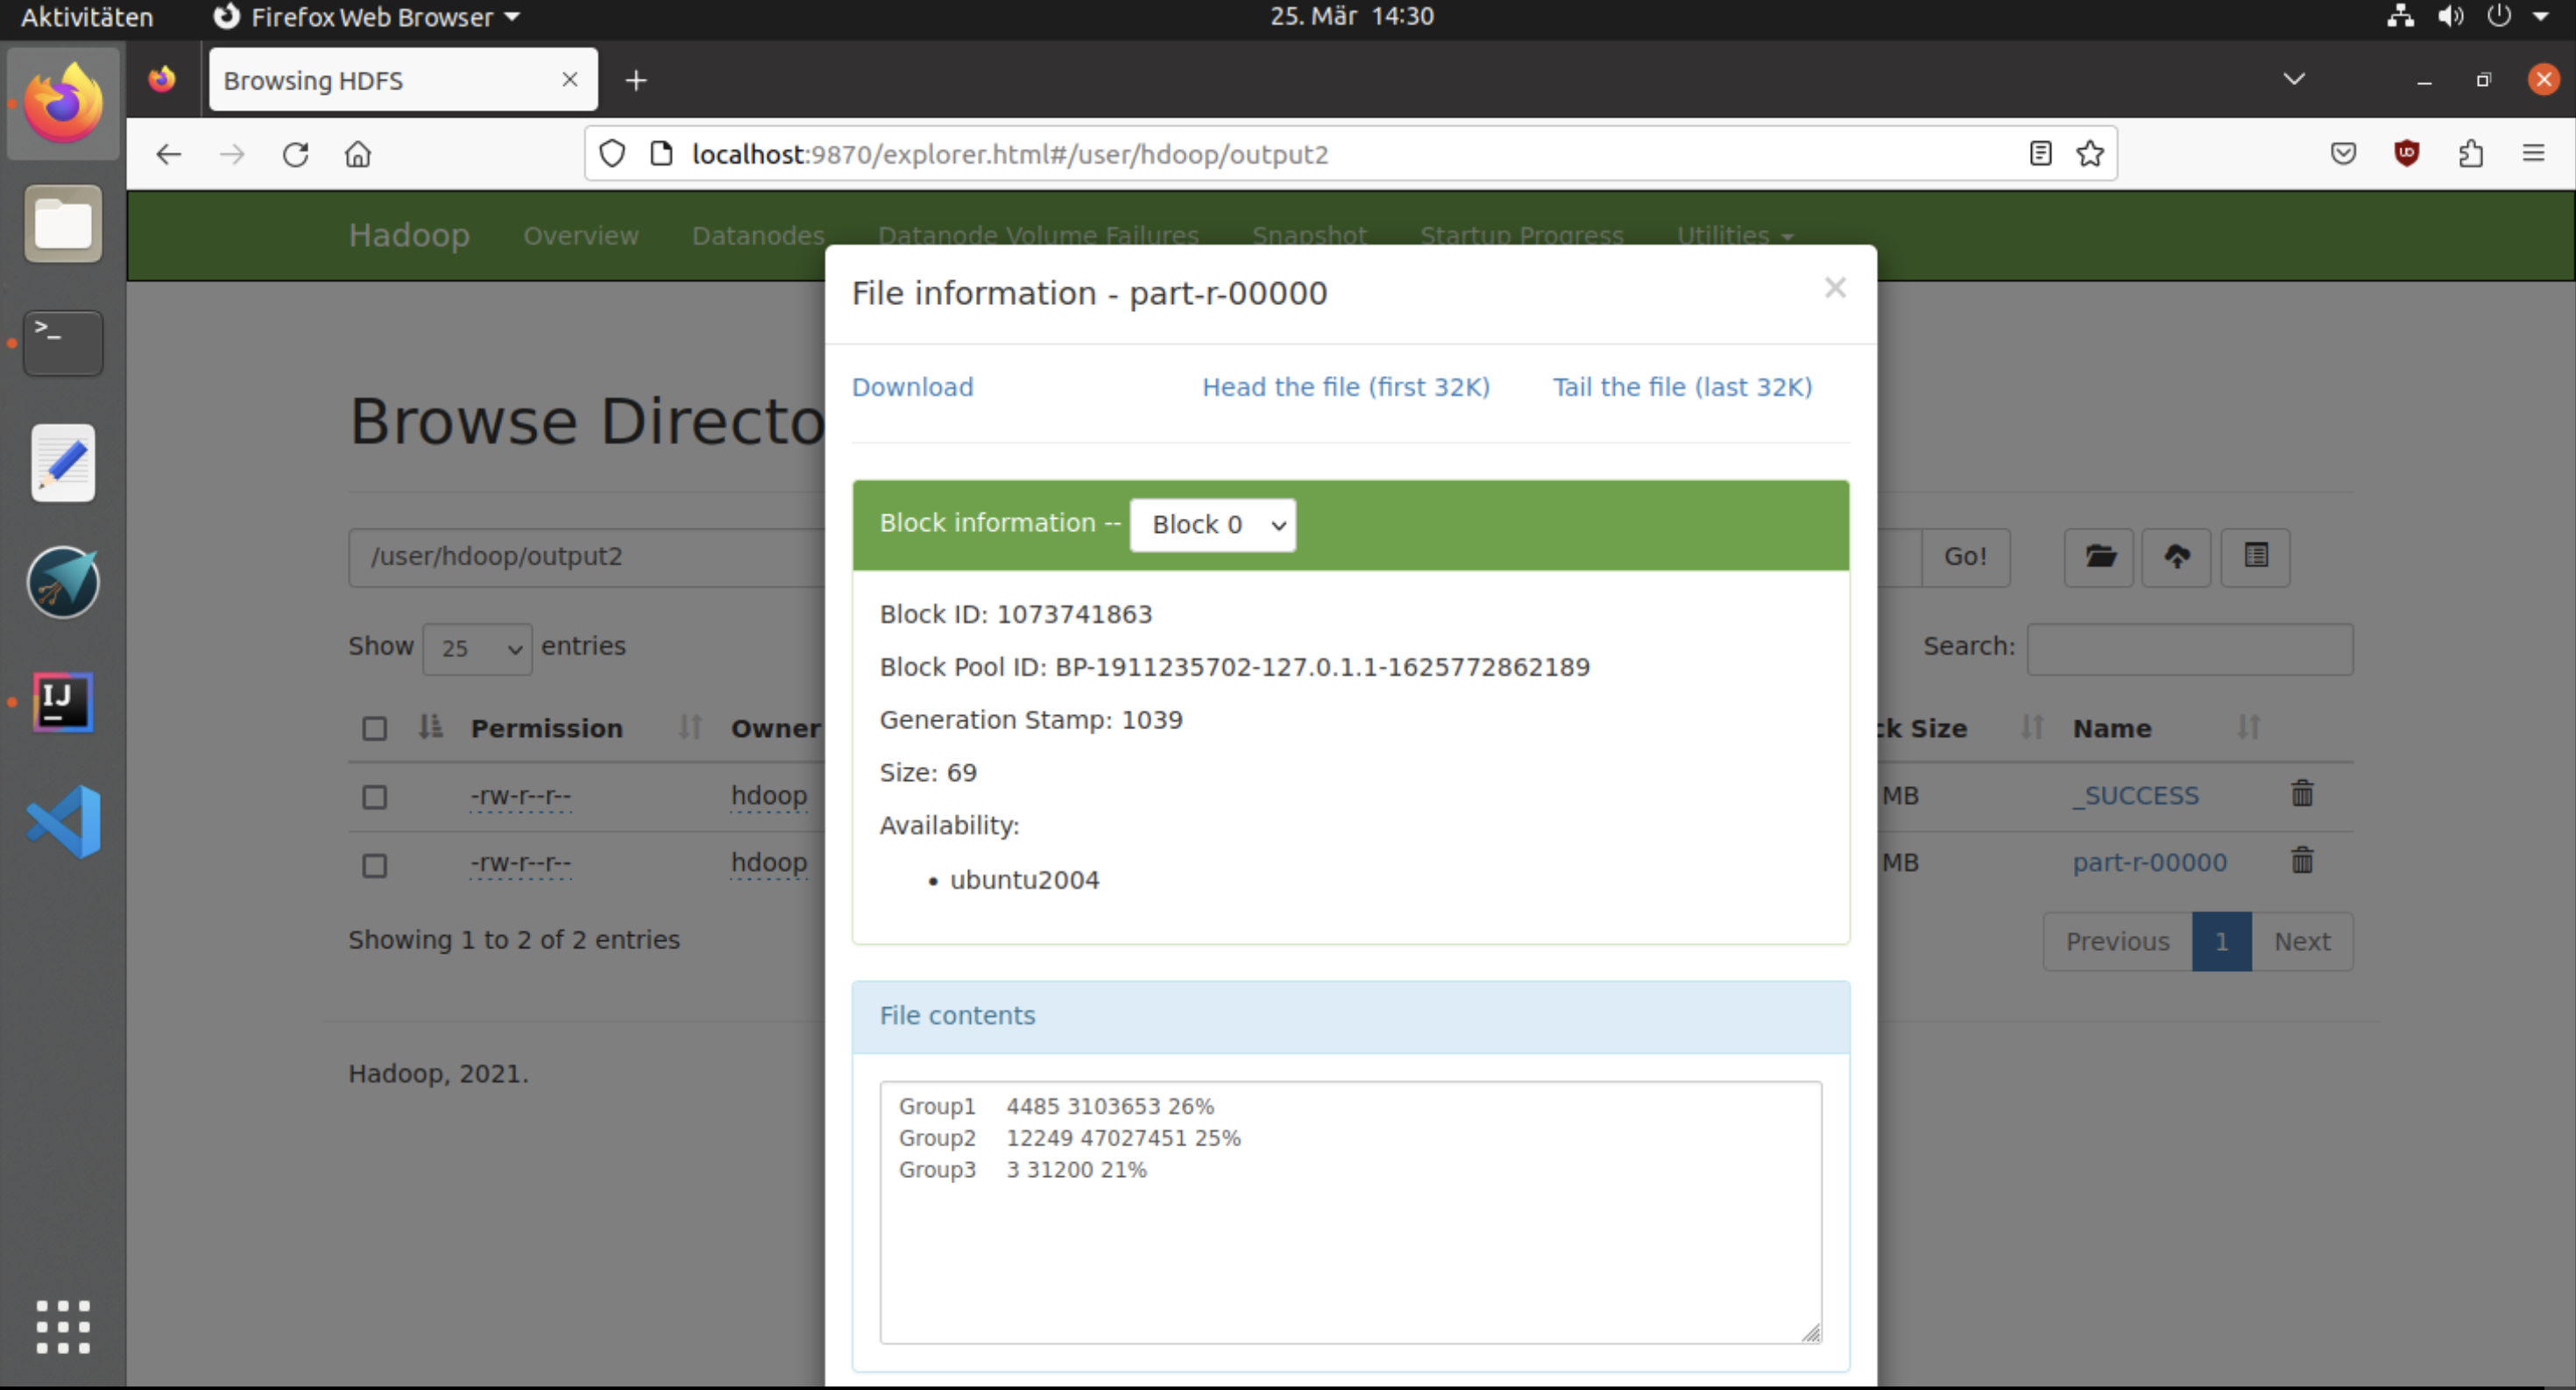 Aktivitäten Firefox Web Browser 25. Mär 14:30
Browsing HDFS
localhost:9870/explorer.html#/user/hdoop/output2
Hadoop Overview Datanodes Datanode Volume Failures Snapshot Startup Progress Utilities
File information - part-r-00000
Download Head the file (first 32K) Tail the file (last 32K)
Browse Directo
Block information -- Block 0
/user/hdoop/output2 Go!
Block ID: 1073741863
Show 25 entries Search:
Block Pool ID: BP-1911235702-127.0.1.1-1625772862189
Generation Stamp: 1039
Permission Owner ck Size Name
Size: 69
-rw-r--r-- hdoop MB _SUCCESS
Availability:
-rw-r--r-- hdoop MB part-r-00000
ubuntu2004
Showing 1 to 2 of 2 entries Previous 1 Next
File contents
Hadoop, 2021.
Group1 4485 3103653 26%
Group2 12249 47027451 25%
Group3 3 31200 21%